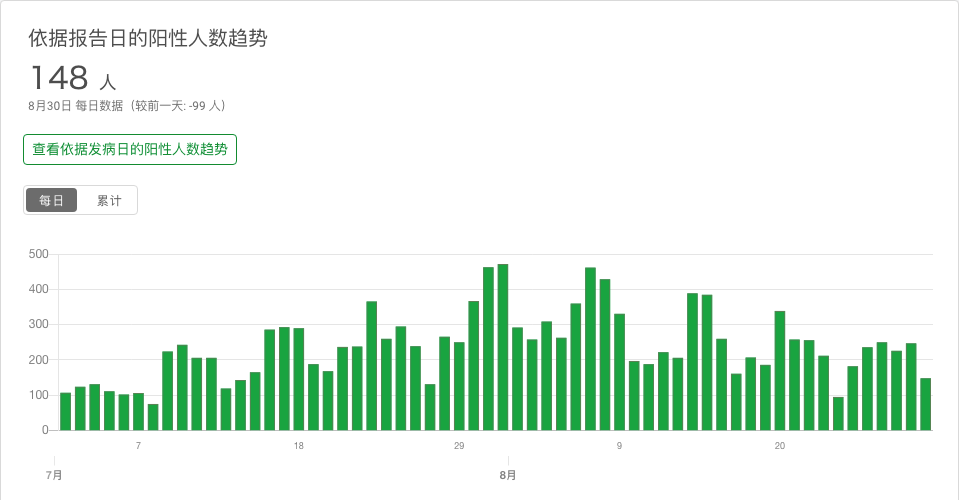 依据报告日的阳性人数趋势
148 人
8月30日 每日数据（较前一天: -99 人）
查看依据发病日的阳性人数趋势
每日 累计
500
400
300
200
100
0
7 18 29 9 20
7月 8月